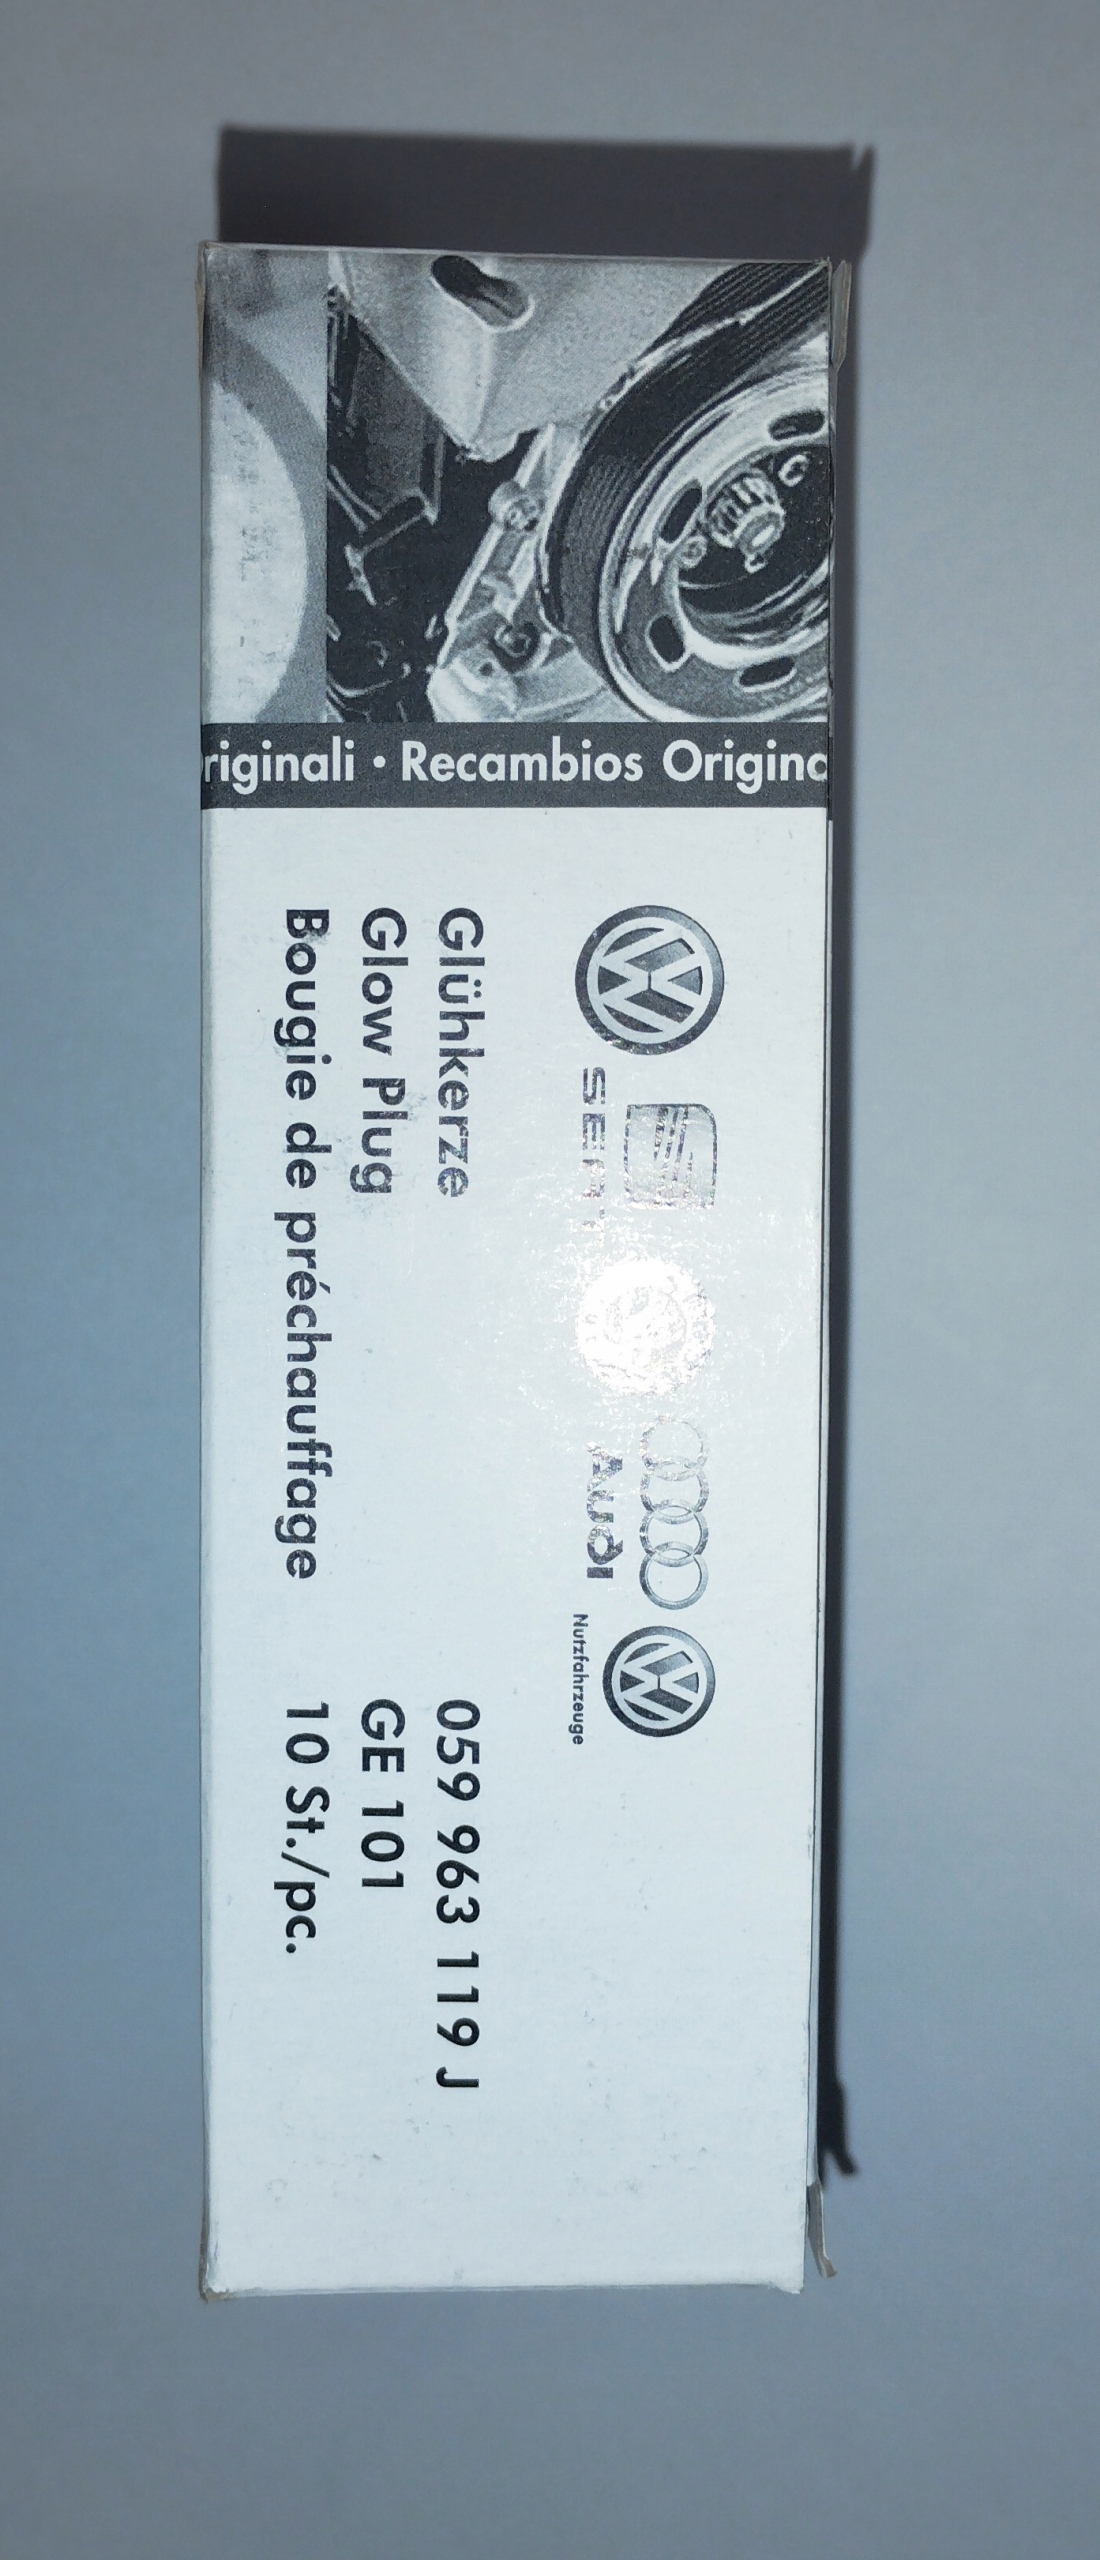 riginali • Recambios Origina
SEAT
Audi
Nutzfahrzeuge
Glühkerze 059 963 119 J
Glow Plug GE 101
Bougie de préchauffage 10 St./pc.